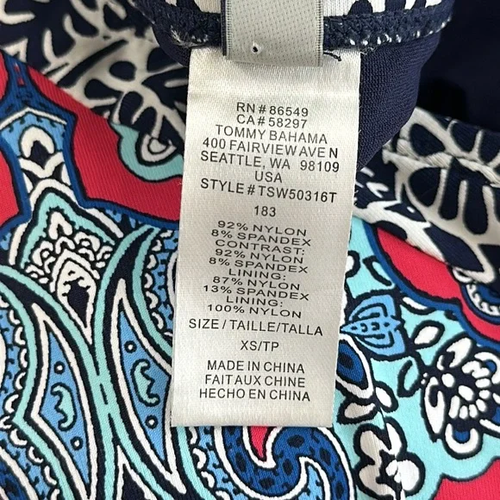 RN # 86549
CA # 58297
TOMMY BAHAMA
400 FAIRVIEW AVE N
SEATTLE, WA 98109
USA
STYLE # TSW50316T
183
92% NYLON
8% SPANDEX
CONTRAST:
92% NYLON
8% SPANDEX
LINING:
87% NYLON
13% SPANDEX
LINING:
100% NYLON
SIZE / TAILLE/TALLA
XS/TP
MADE IN CHINA
FAIT AUX CHINE
HECHO EN CHINA